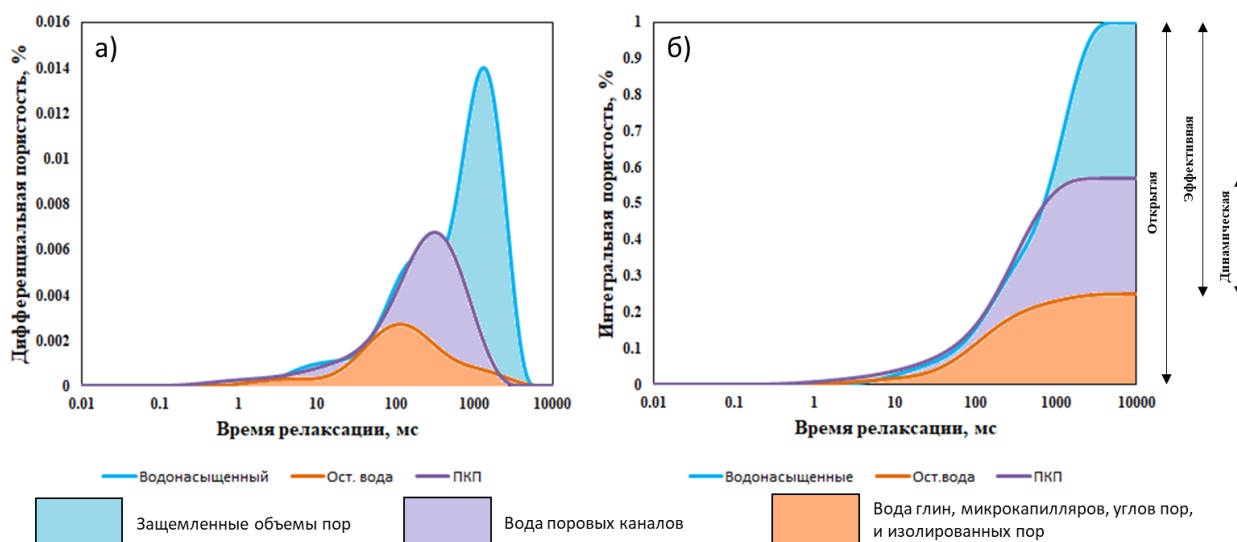 а)
Дифференциальная пористость, %
0.016
0.014
0.012
0.01
0.008
0.006
0.004
0.002
0
0.01 0.1 1 10 100 1000 10000
Время релаксации, мс
Водонасыщенный Ост. вода ПКП
б)
Интегральная пористость, %
1
0.9
0.8
0.7
0.6
0.5
0.4
0.3
0.2
0.1
0
0.01 0.1 1 10 100 1000 10000
Время релаксации, мс
Водонасыщенные Ост.вода ПКП
Открытая
Эффективная
Динамическая
Защемленные объемы пор
Вода поровых каналов
Вода глин, микрокапилляров, углов пор,
и изолированных пор